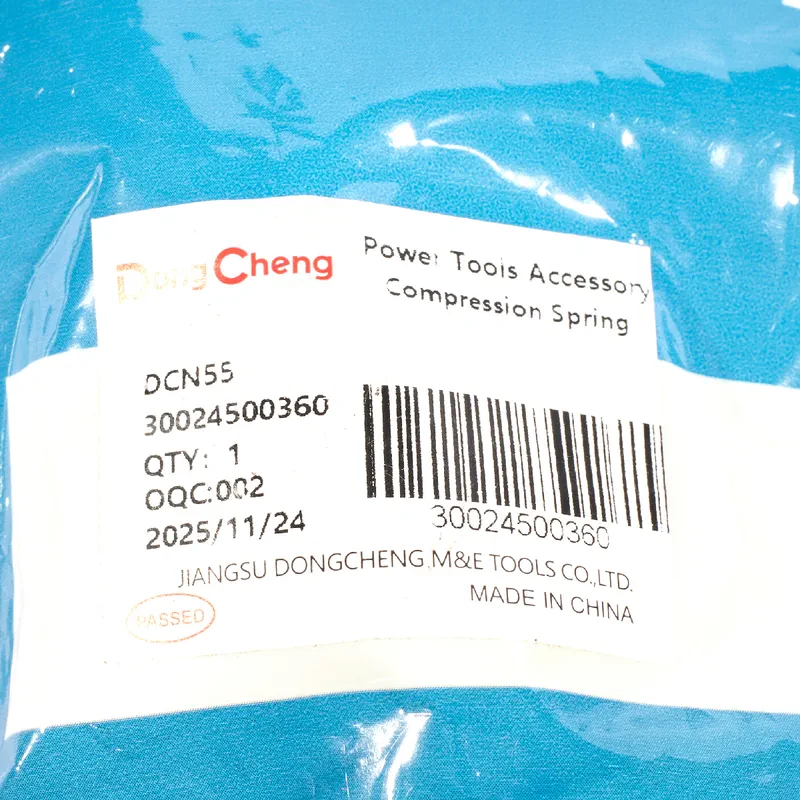 DongCheng
Power Tools Accessory
Compression Spring
DCN55
30024500360
QTY: 1
OQC:002
2025/11/24
30024500360
JIANGSU DONGCHENG M&E TOOLS CO.,LTD.
MADE IN CHINA
PASSED